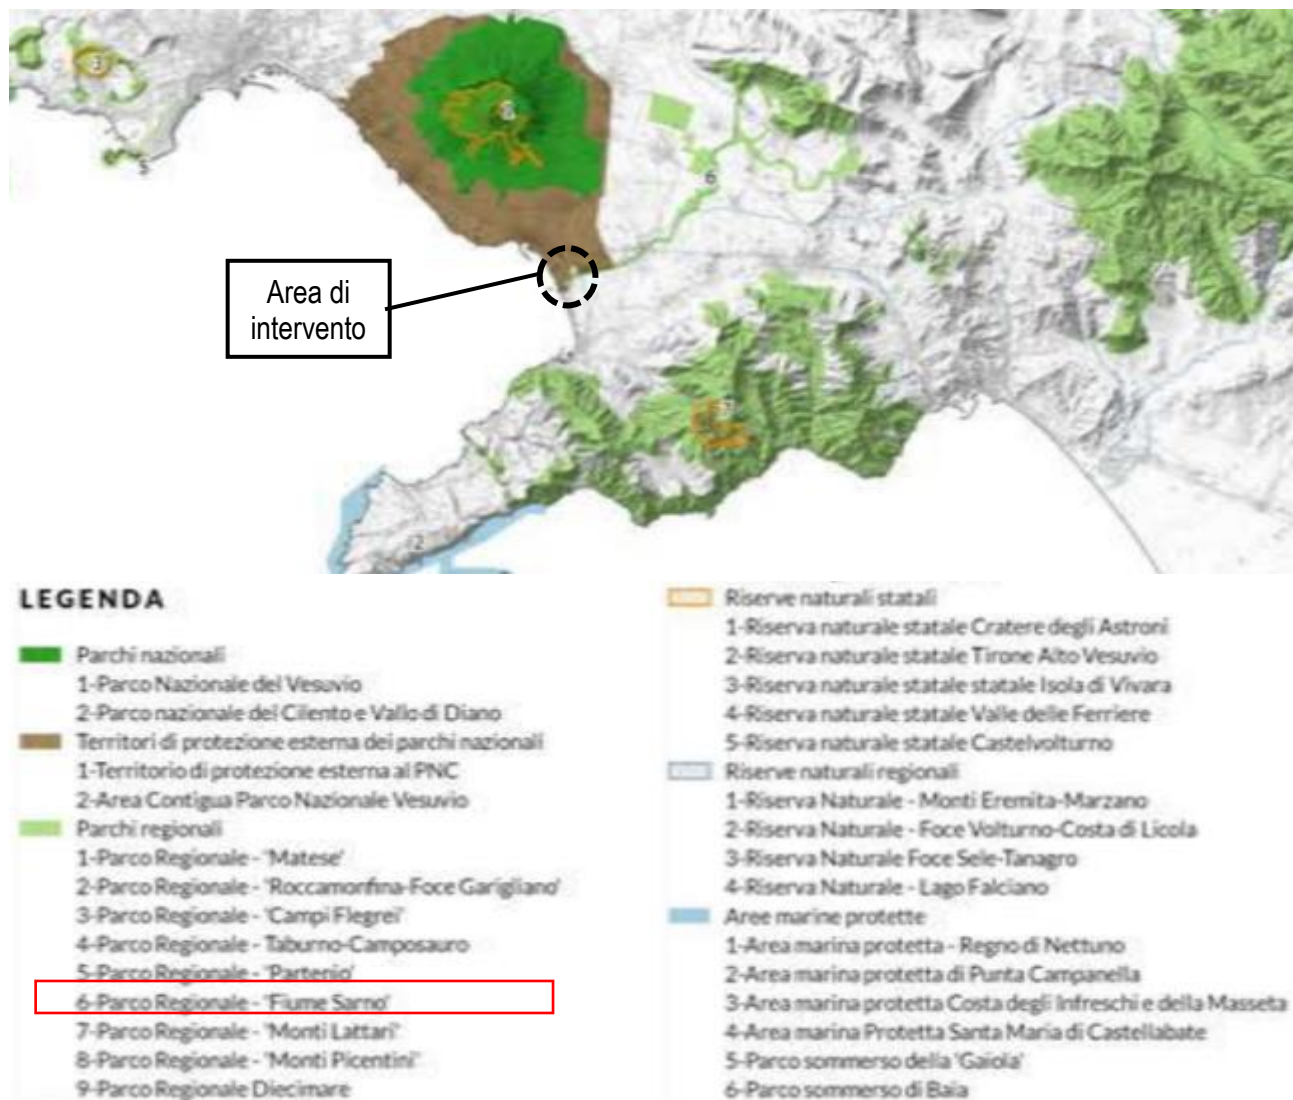 3
2
6
5
Area di
intervento
7
2
LEGENDA
Parchi nazionali
1-Parco Nazionale del Vesuvio
2-Parco nazionale del Cilento e Vallo di Diano
Territori di protezione esterna dei parchi nazionali
1-Territorio di protezione esterna al PNC
2-Area Contigua Parco Nazionale Vesuvio
Parchi regionali
1-Parco Regionale - 'Matese'
2-Parco Regionale - 'Roccamonfina-Foce Garigliano'
3-Parco Regionale - 'Campi Flegrei'
4-Parco Regionale - Taburno-Camposauro
5-Parco Regionale - 'Partenio'
6-Parco Regionale - 'Fiume Sarno'
7-Parco Regionale - 'Monti Lattari'
8-Parco Regionale - 'Monti Picentini'
9-Parco Regionale Diecimare
Riserve naturali statali
1-Riserva naturale statale Cratere degli Astroni
2-Riserva naturale statale Tirone Alto Vesuvio
3-Riserva naturale statale statale Isola di Vivara
4-Riserva naturale statale Valle delle Ferriere
5-Riserva naturale statale Castelvolturno
Riserve naturali regionali
1-Riserva Naturale - Monti Eremita-Marzano
2-Riserva Naturale - Foce Volturno-Costa di Licola
3-Riserva Naturale Foce Sele-Tanagro
4-Riserva Naturale - Lago Falciano
Aree marine protette
1-Area marina protetta - Regno di Nettuno
2-Area marina protetta di Punta Campanella
3-Area marina protetta Costa degli Infreschi e della Masseta
4-Area marina Protetta Santa Maria di Castellabate
5-Parco sommerso della 'Gaiola'
6-Parco sommerso di Baia